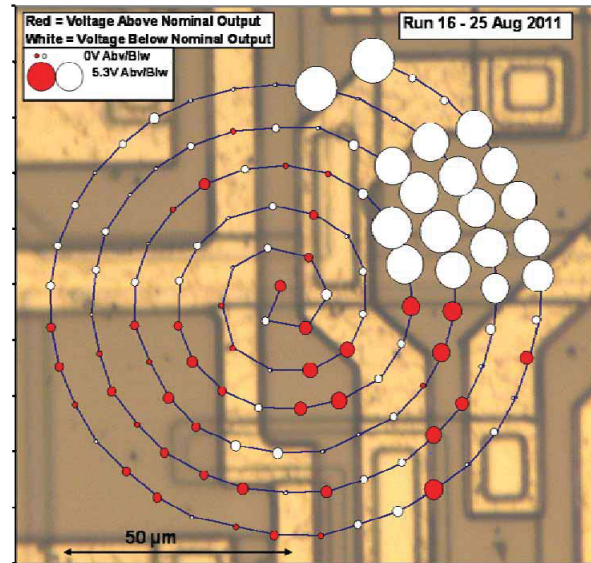 Red = Voltage Above Nominal Output
White = Voltage Below Nominal Output
0V Abv/Blw
5.3V Abv/Blw
Run 16 - 25 Aug 2011
50 µm